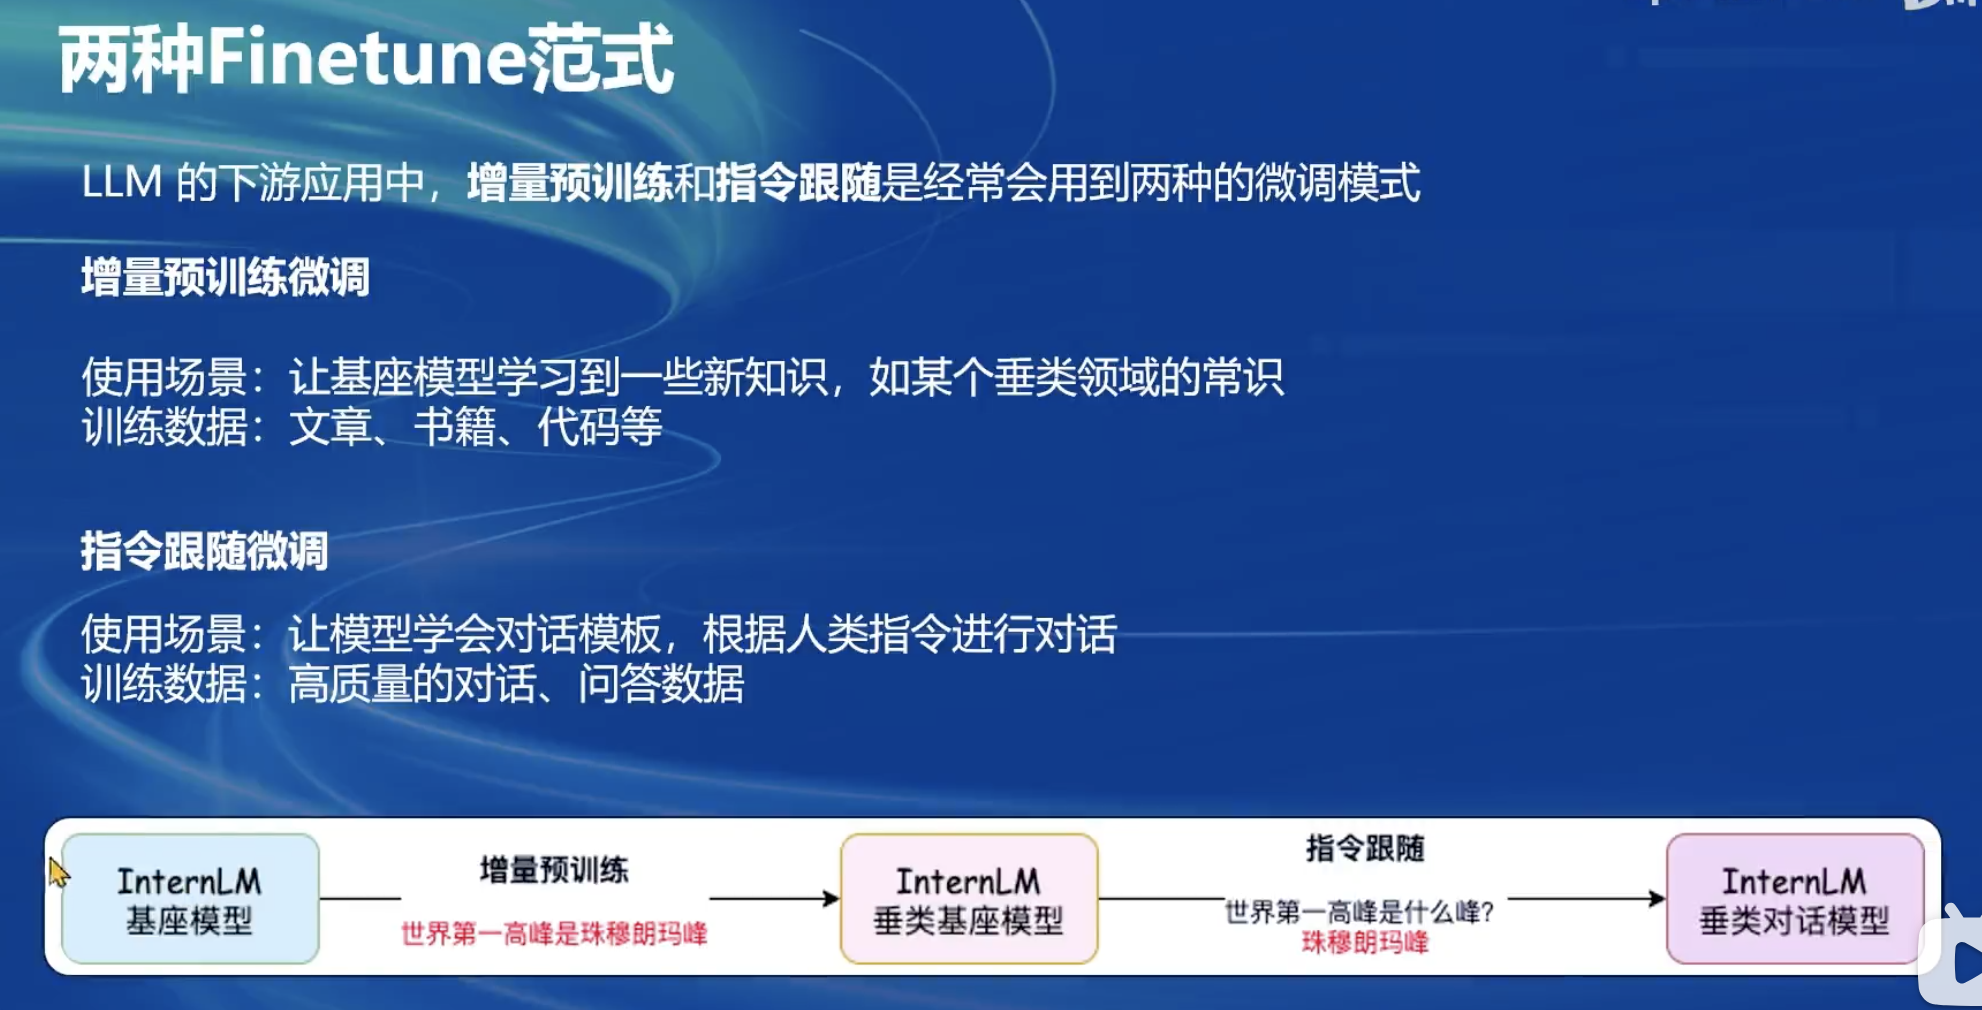 两种Finetune范式
LLM 的下游应用中，增量预训练和指令跟随是经常会用到两种的微调模式
增量预训练微调
使用场景：让基座模型学习到一些新知识，如某个垂类领域的常识
训练数据：文章、书籍、代码等
指令跟随微调
使用场景：让模型学会对话模板，根据人类指令进行对话
训练数据：高质量的对话、问答数据
InternLM
基座模型
增量预训练
世界第一高峰是珠穆朗玛峰
InternLM
垂类基座模型
指令跟随
世界第一高峰是什么峰？
珠穆朗玛峰
InternLM
垂类对话模型